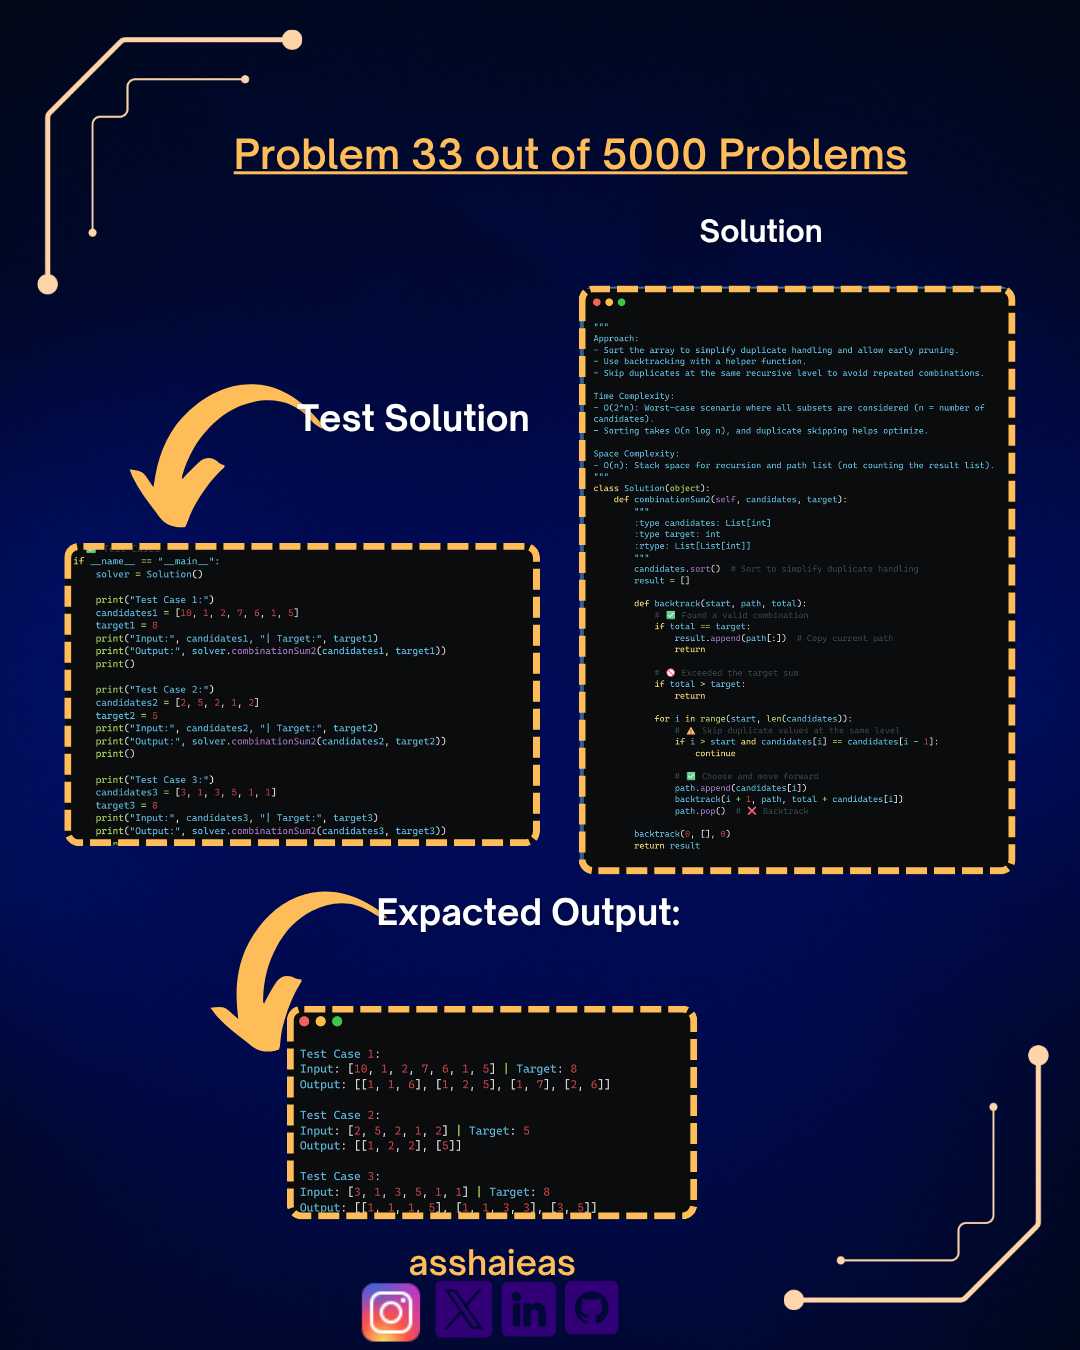 Problem 33 out of 5000 Problems
Solution
"""
Approach:
- Sort the array to simplify duplicate handling and allow early pruning.
- Use backtracking with a helper function.
- Skip duplicates at the same recursive level to avoid repeated combinations.
Time Complexity:
- O(2^n): Worst-case scenario where all subsets are considered (n = number of
candidates).
- Sorting takes O(n log n), and duplicate skipping helps optimize.
Space Complexity:
- O(n): Stack space for recursion and path list (not counting the result list).
"""
class Solution(object):
    def combinationSum2(self, candidates, target):
        """
        :type candidates: List[int]
        :type target: int
        :rtype: List[List[int]]
        """
        candidates.sort()  # Sort to simplify duplicate handling
        result = []
        def backtrack(start, path, total):
            # ✅ Found a valid combination
            if total == target:
                result.append(path[:])  # Copy current path
                return
            # 🚫 Exceeded the target sum
            if total > target:
                return
            for i in range(start, len(candidates)):
                # ⚠️ Skip duplicate values at the same level
                if i > start and candidates[i] == candidates[i - 1]:
                    continue
                # ✅ Choose and move forward
                path.append(candidates[i])
                backtrack(i + 1, path, total + candidates[i])
                path.pop()  # ❌ Backtrack
        backtrack(0, [], 0)
        return result
Test Solution
✅ Test Cases
if __name__ == "__main__":
    solver = Solution()
    print("Test Case 1:")
    candidates1 = [10, 1, 2, 7, 6, 1, 5]
    target1 = 8
    print("Input:", candidates1, "| Target:", target1)
    print("Output:", solver.combinationSum2(candidates1, target1))
    print()
    print("Test Case 2:")
    candidates2 = [2, 5, 2, 1, 2]
    target2 = 5
    print("Input:", candidates2, "| Target:", target2)
    print("Output:", solver.combinationSum2(candidates2, target2))
    print()
    print("Test Case 3:")
    candidates3 = [3, 1, 3, 5, 1, 1]
    target3 = 8
    print("Input:", candidates3, "| Target:", target3)
    print("Output:", solver.combinationSum2(candidates3, target3))
Expacted Output:
Test Case 1:
Input: [10, 1, 2, 7, 6, 1, 5] | Target: 8
Output: [[1, 1, 6], [1, 2, 5], [1, 7], [2, 6]]
Test Case 2:
Input: [2, 5, 2, 1, 2] | Target: 5
Output: [[1, 2, 2], [5]]
Test Case 3:
Input: [3, 1, 3, 5, 1, 1] | Target: 8
Output: [[1, 1, 1, 5], [1, 1, 3, 3], [3, 5]]
asshaieas